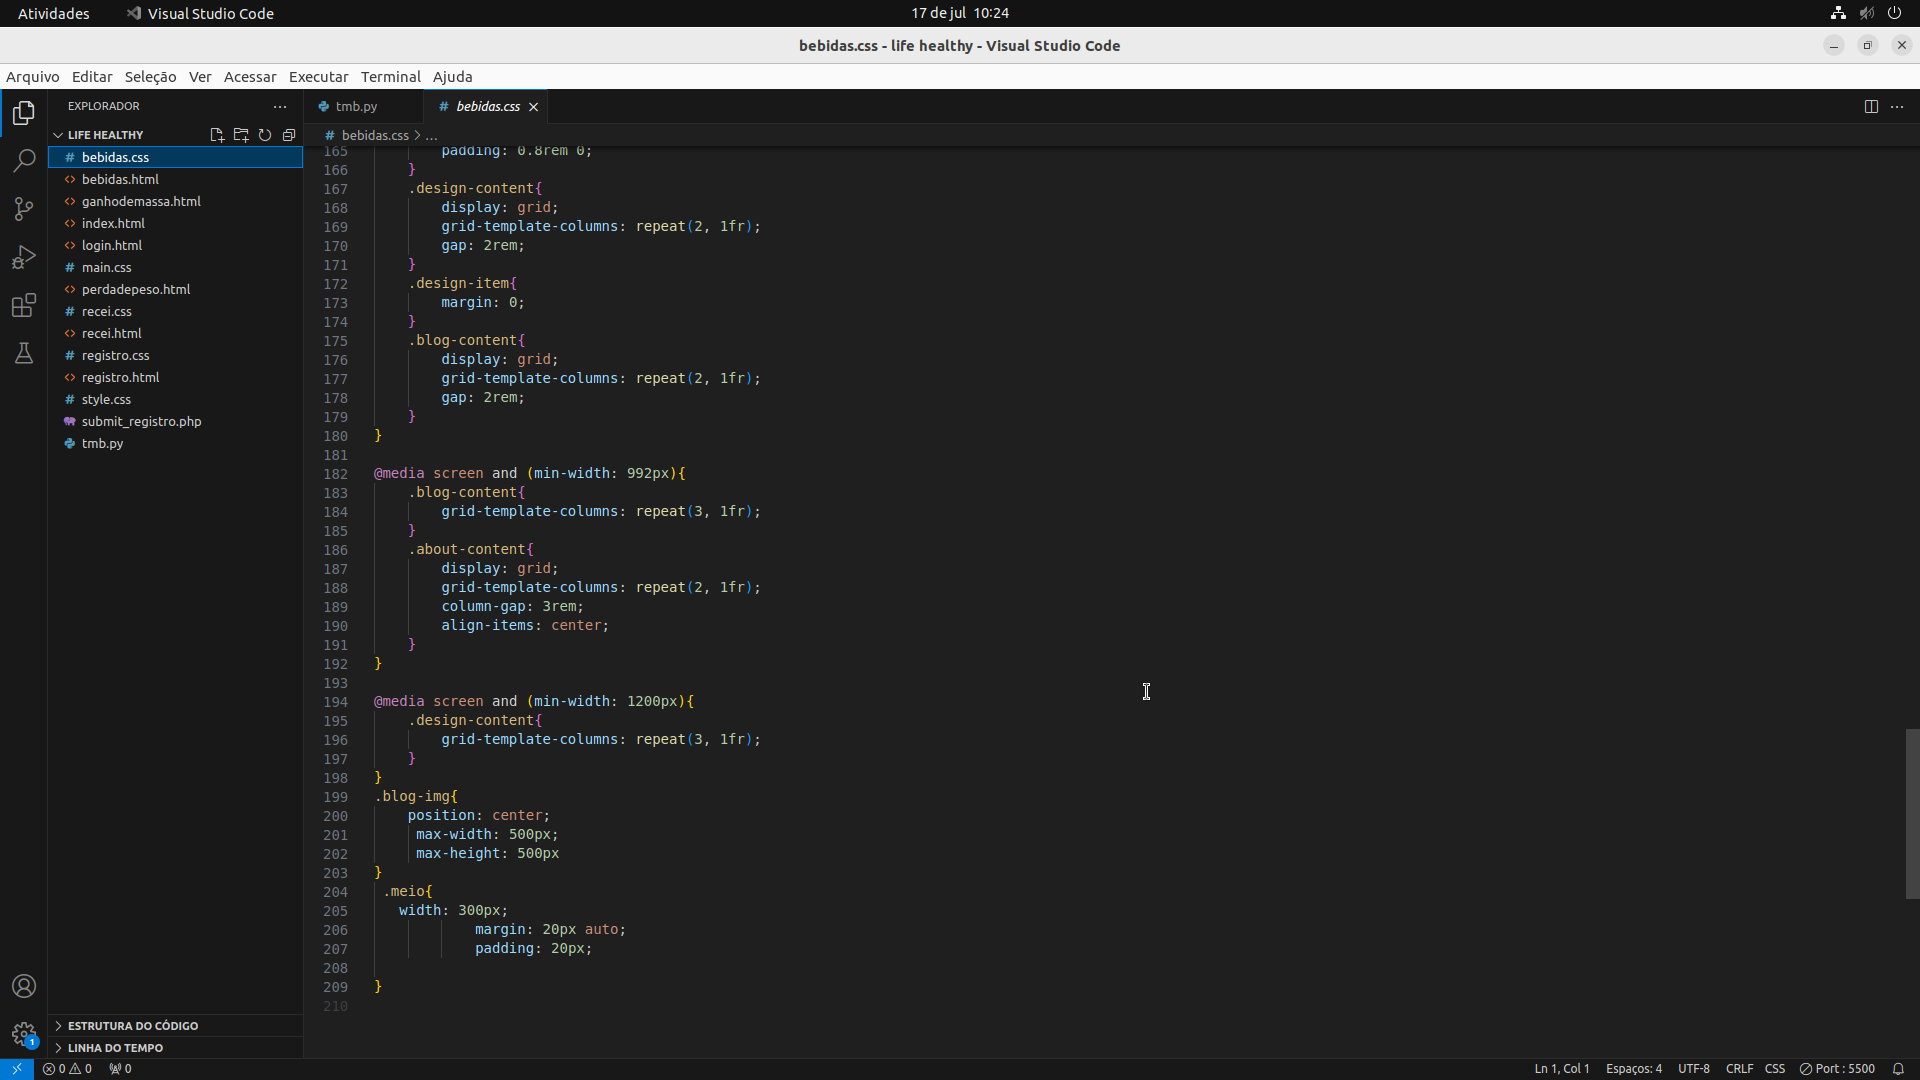 Atividades Visual Studio Code 17 de jul 10:24
bebidas.css - life healthy - Visual Studio Code
Arquivo Editar Seleção Ver Acessar Executar Terminal Ajuda
EXPLORADOR
LIFE HEALTHY
# bebidas.css
<> bebidas.html
<> ganhodemassa.html
<> index.html
<> login.html
# main.css
<> perdadepeso.html
# recei.css
<> recei.html
# registro.css
<> registro.html
# style.css
submit_registro.php
tmb.py
ESTRUTURA DO CÓDIGO
LINHA DO TEMPO
tmb.py # bebidas.css
# bebidas.css > ...
165 padding: 0.8rem 0;
166 }
167 .design-content{
168 display: grid;
169 grid-template-columns: repeat(2, 1fr);
170 gap: 2rem;
171 }
172 .design-item{
173 margin: 0;
174 }
175 .blog-content{
176 display: grid;
177 grid-template-columns: repeat(2, 1fr);
178 gap: 2rem;
179 }
180 }
181
182 @media screen and (min-width: 992px){
183 .blog-content{
184 grid-template-columns: repeat(3, 1fr);
185 }
186 .about-content{
187 display: grid;
188 grid-template-columns: repeat(2, 1fr);
189 column-gap: 3rem;
190 align-items: center;
191 }
192 }
193
194 @media screen and (min-width: 1200px){
195 .design-content{
196 grid-template-columns: repeat(3, 1fr);
197 }
198 }
199 .blog-img{
200 position: center;
201 max-width: 500px;
202 max-height: 500px
203 }
204 .meio{
205 width: 300px;
206 margin: 20px auto;
207 padding: 20px;
208
209 }
210
1
0 0 0 Ln 1, Col 1 Espaços: 4 UTF-8 CRLF CSS Port : 5500